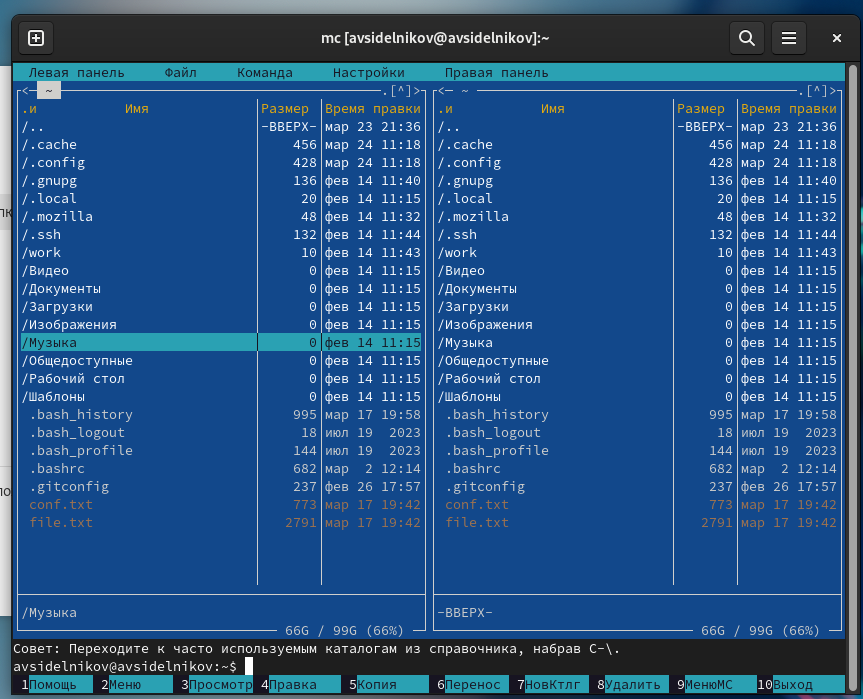 mc [avsidelnikov@avsidelnikov]:~
Левая панель Файл Команда Настройки Правая панель
<─ ~ .[^]> <─ ~ .[^]>
.и Имя Размер Время правки .и Имя Размер Время правки
/.. -ВВЕРХ- мар 23 21:36 /.. -ВВЕРХ- мар 23 21:36
/.cache 456 мар 24 11:18 /.cache 456 мар 24 11:18
/.config 428 мар 24 11:18 /.config 428 мар 24 11:18
/.gnupg 136 фев 14 11:40 /.gnupg 136 фев 14 11:40
/.local 20 фев 14 11:15 /.local 20 фев 14 11:15
/.mozilla 48 фев 14 11:32 /.mozilla 48 фев 14 11:32
/.ssh 132 фев 14 11:44 /.ssh 132 фев 14 11:44
/work 10 фев 14 11:43 /work 10 фев 14 11:43
/Видео 0 фев 14 11:15 /Видео 0 фев 14 11:15
/Документы 0 фев 14 11:15 /Документы 0 фев 14 11:15
/Загрузки 0 фев 14 11:15 /Загрузки 0 фев 14 11:15
/Изображения 0 фев 14 11:15 /Изображения 0 фев 14 11:15
/Музыка 0 фев 14 11:15 /Музыка 0 фев 14 11:15
/Общедоступные 0 фев 14 11:15 /Общедоступные 0 фев 14 11:15
/Рабочий стол 0 фев 14 11:15 /Рабочий стол 0 фев 14 11:15
/Шаблоны 0 фев 14 11:15 /Шаблоны 0 фев 14 11:15
.bash_history 995 мар 17 19:58 .bash_history 995 мар 17 19:58
.bash_logout 18 июл 19 2023 .bash_logout 18 июл 19 2023
.bash_profile 144 июл 19 2023 .bash_profile 144 июл 19 2023
.bashrc 682 мар 2 12:14 .bashrc 682 мар 2 12:14
.gitconfig 237 фев 26 17:57 .gitconfig 237 фев 26 17:57
conf.txt 773 мар 17 19:42 conf.txt 773 мар 17 19:42
file.txt 2791 мар 17 19:42 file.txt 2791 мар 17 19:42
/Музыка -ВВЕРХ-
66G / 99G (66%) 66G / 99G (66%)
Совет: Переходите к часто используемым каталогам из справочника, набрав C-\.
avsidelnikov@avsidelnikov:~$
1Помощь 2Меню 3Просмотр 4Правка 5Копия 6Перенос 7НовКтлг 8Удалить 9МенюMC 10Выход